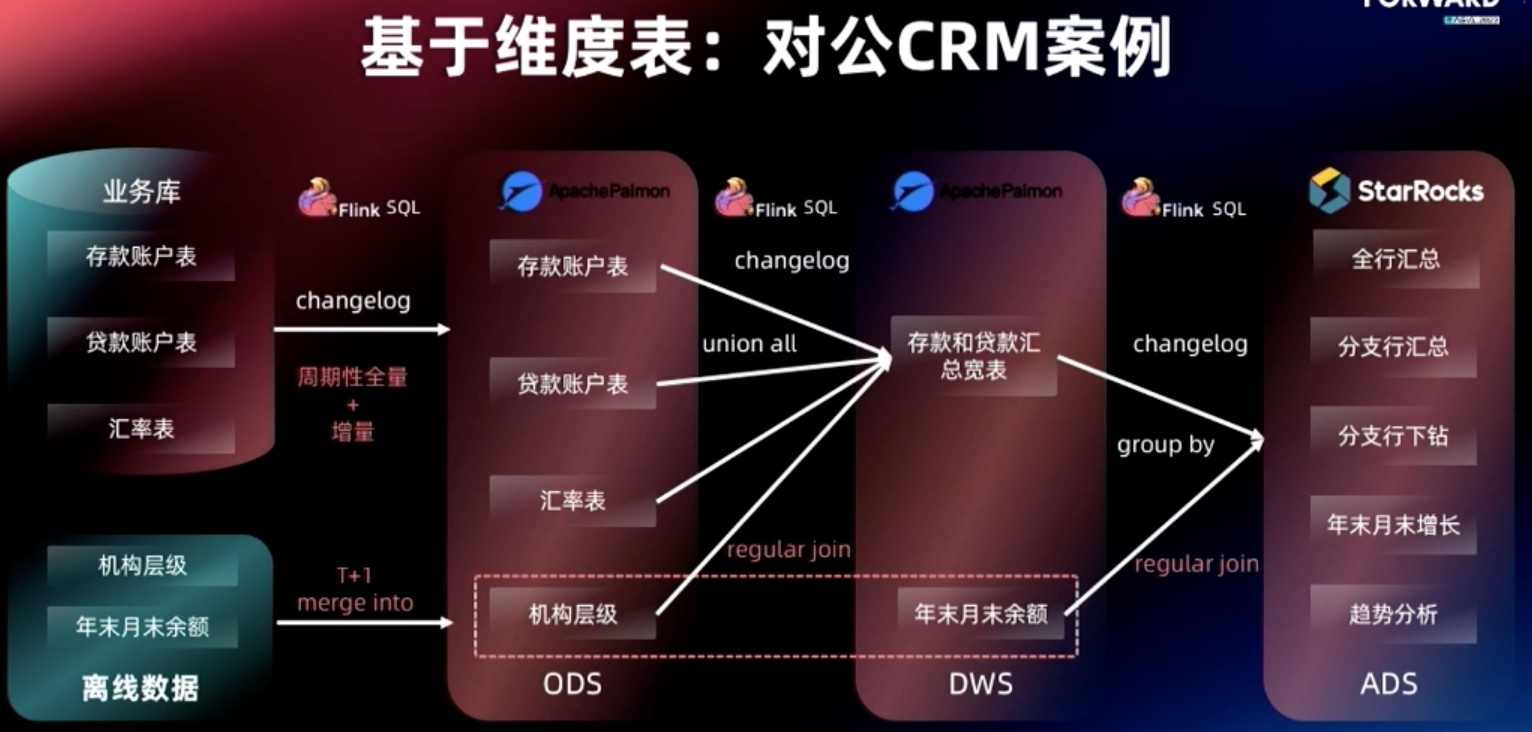 FORWARD
基于维度表：对公CRM案例
业务库
存款账户表
贷款账户表
汇率表
机构层级
年末月末余额
离线数据
Flink SQL
changelog
周期性全量
+
增量
T+1
merge into
Apache Paimon
存款账户表
贷款账户表
汇率表
机构层级
ODS
Flink SQL
changelog
union all
regular join
Apache Paimon
存款和贷款汇
总宽表
年末月末余额
DWS
Flink SQL
changelog
group by
regular join
StarRocks
全行汇总
分支行汇总
分支行下钻
年末月末增长
趋势分析
ADS